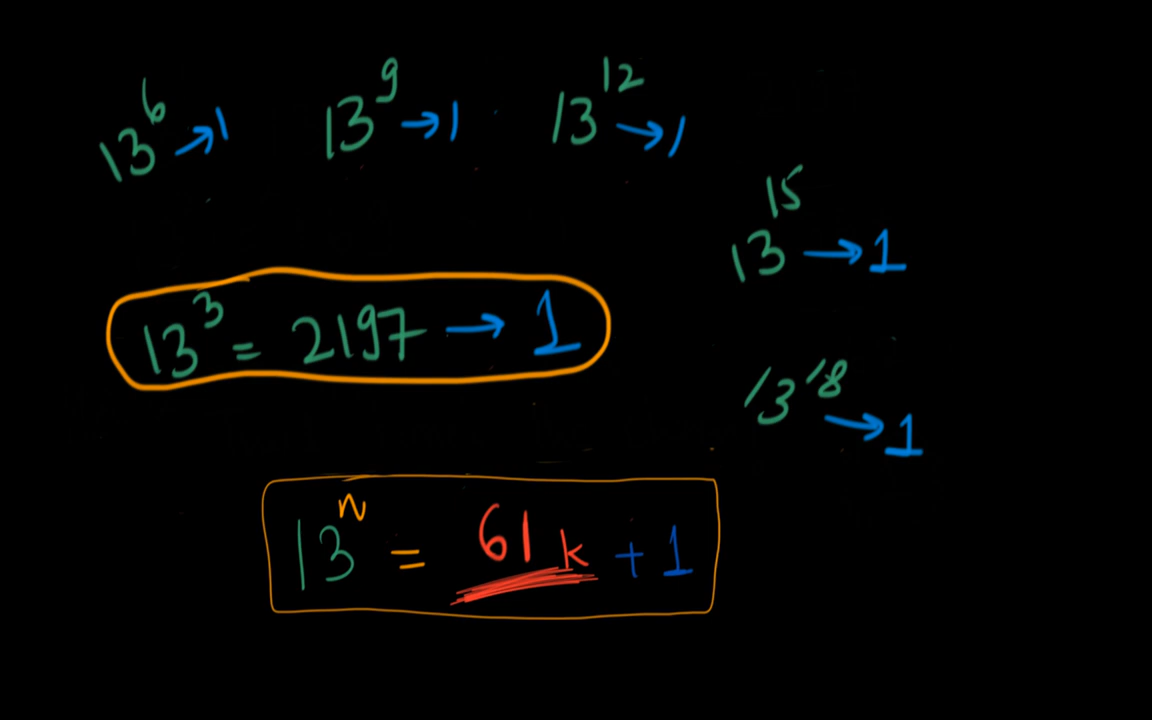 13^6 → 1
13^9 → 1
13^12 → 1
13^15 → 1
13^3 = 2197 → 1
13^18 → 1
13^n = 61k + 1